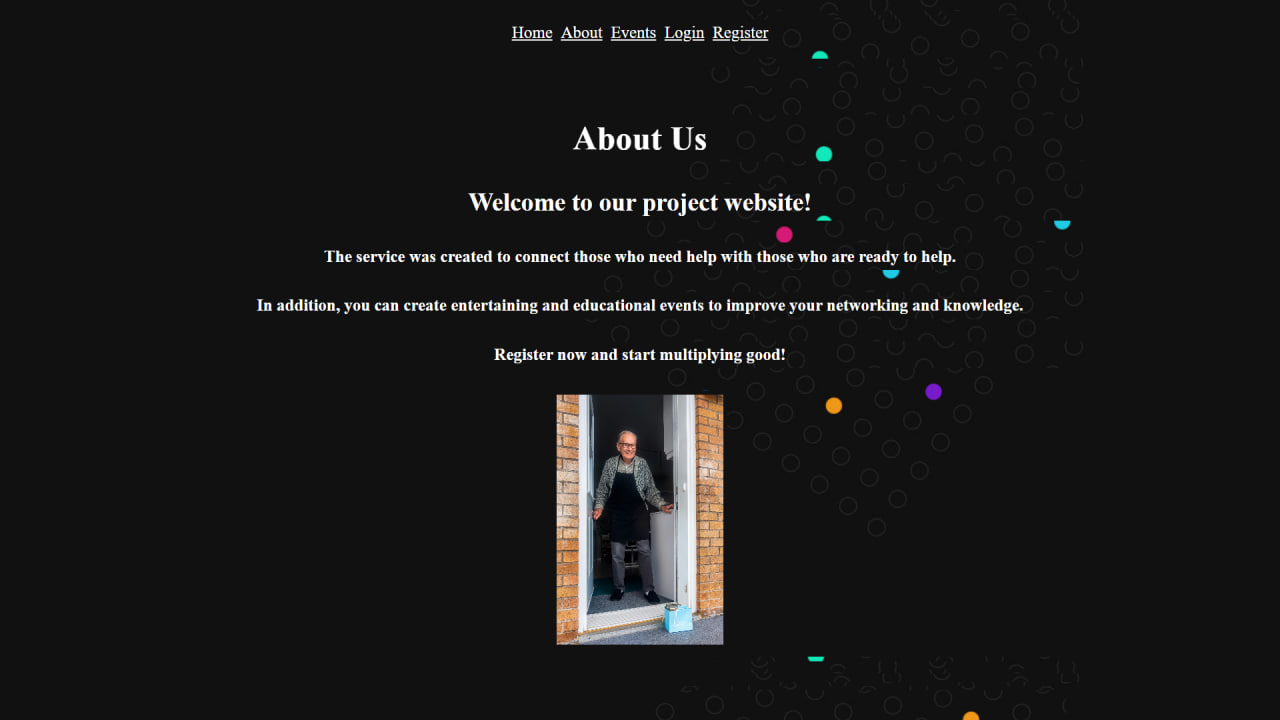 Home About Events Login Register
About Us
Welcome to our project website!
The service was created to connect those who need help with those who are ready to help.
In addition, you can create entertaining and educational events to improve your networking and knowledge.
Register now and start multiplying good!